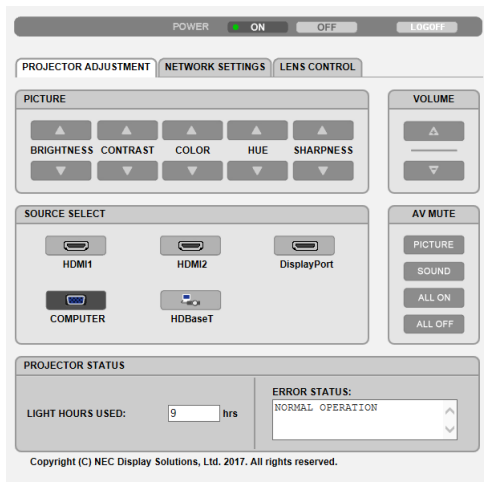 POWER ON OFF LOGOFF
PROJECTOR ADJUSTMENT NETWORK SETTINGS LENS CONTROL
PICTURE
BRIGHTNESS CONTRAST COLOR HUE SHARPNESS
VOLUME
SOURCE SELECT
HDMI1 HDMI2 DisplayPort
COMPUTER HDBaseT
AV MUTE
PICTURE
SOUND
ALL ON
ALL OFF
PROJECTOR STATUS
LIGHT HOURS USED: 9 hrs
ERROR STATUS:
NORMAL OPERATION
Copyright (C) NEC Display Solutions, Ltd. 2017. All rights reserved.